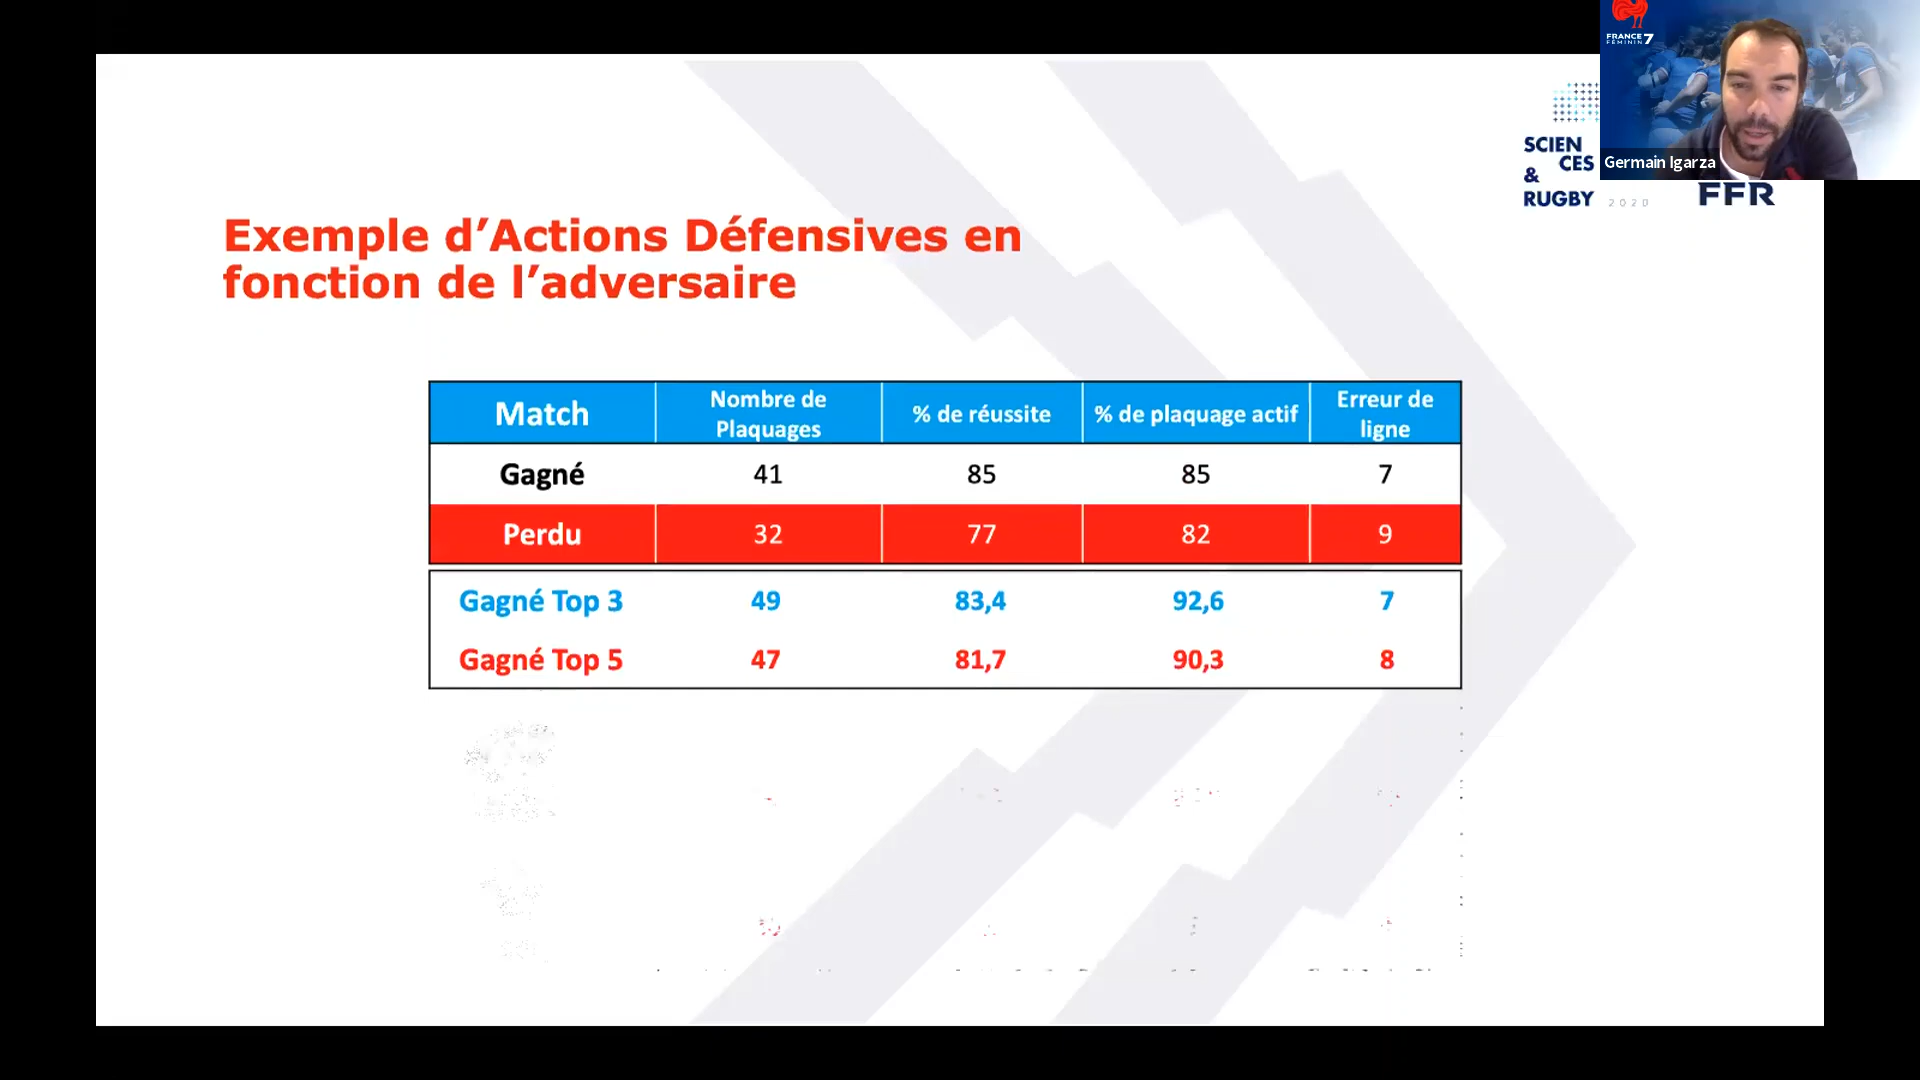 FRANCE 7
FÉMININ
Germain Igarza
SCIEN
CES
&
RUGBY 2020
FFR
Exemple d’Actions Défensives en
fonction de l’adversaire
Match Nombre de Plaquages % de réussite % de plaquage actif Erreur de ligne
Gagné 41 85 85 7
Perdu 32 77 82 9
Gagné Top 3 49 83,4 92,6 7
Gagné Top 5 47 81,7 90,3 8